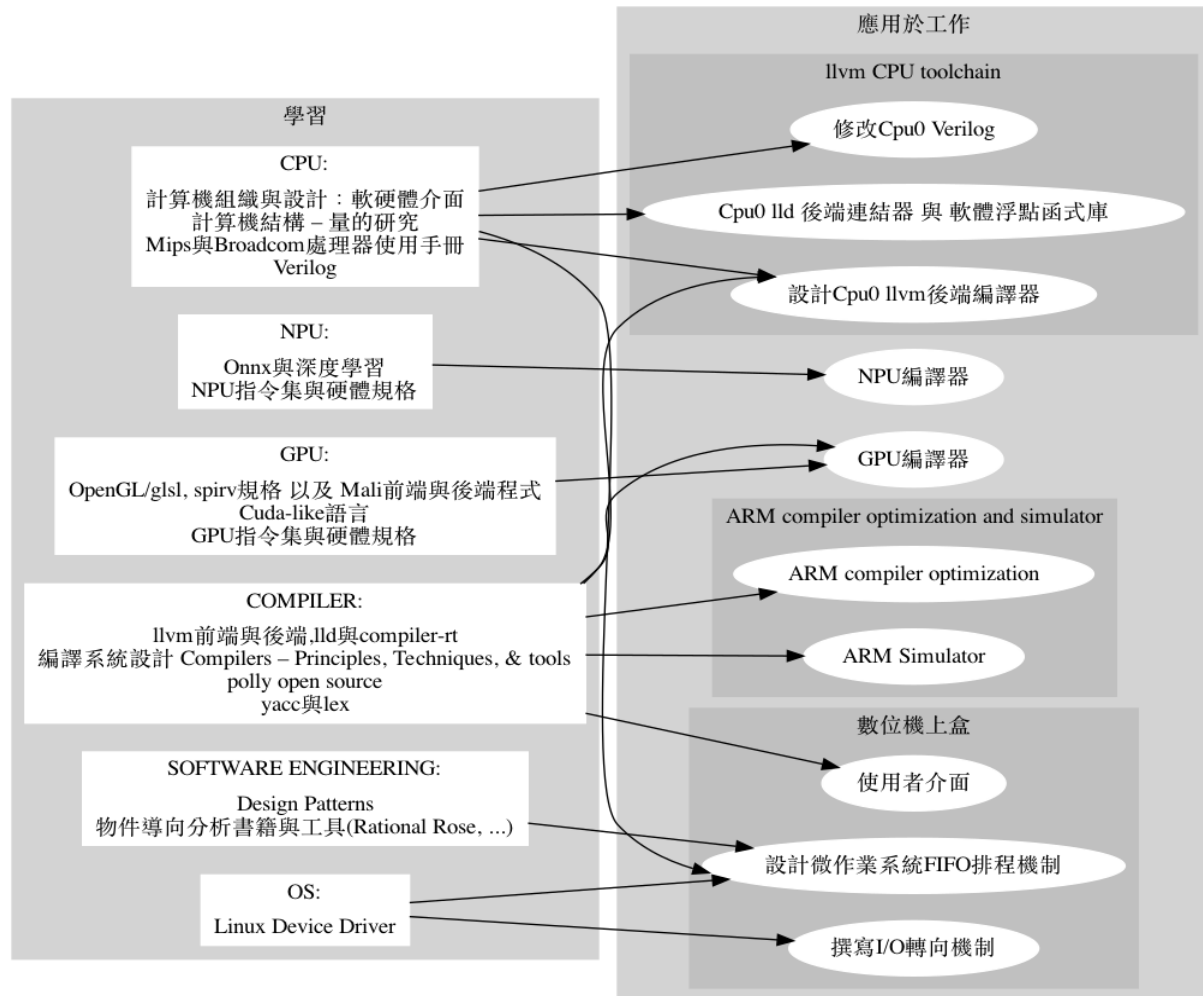 學習
CPU:
計算機組織與設計：軟硬體介面
計算機結構 – 量的研究
Mips與Broadcom處理器使用手冊
Verilog
NPU:
Onnx與深度學習
NPU指令集與硬體規格
GPU:
OpenGL/glsl, spirv規格 以及 Mali前端與後端程式
Cuda-like語言
GPU指令集與硬體規格
COMPILER:
llvm前端與後端,lld與compiler-rt
編譯系統設計 Compilers – Principles, Techniques, & tools
polly open source
yacc與lex
SOFTWARE ENGINEERING:
Design Patterns
物件導向分析書籍與工具(Rational Rose, ...)
OS:
Linux Device Driver
應用於工作
llvm CPU toolchain
修改Cpu0 Verilog
Cpu0 lld 後端連結器 與 軟體浮點函式庫
設計Cpu0 llvm後端編譯器
NPU編譯器
GPU編譯器
ARM compiler optimization and simulator
ARM compiler optimization
ARM Simulator
數位機上盒
使用者介面
設計微作業系統FIFO排程機制
撰寫I/O轉向機制